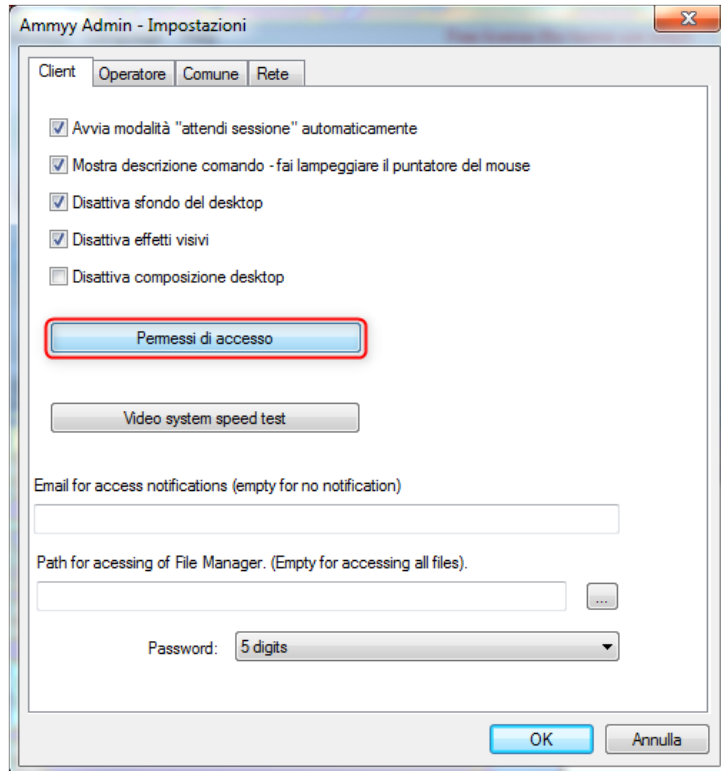 Ammyy Admin - Impostazioni
Client Operatore Comune Rete
Avvia modalità "attendi sessione" automaticamente
Mostra descrizione comando - fai lampeggiare il puntatore del mouse
Disattiva sfondo del desktop
Disattiva effetti visivi
Disattiva composizione desktop
Permessi di accesso
Video system speed test
Email for access notifications (empty for no notification)
Path for acessing of File Manager. (Empty for accessing all files).
...
Password: 5 digits
OK Annulla